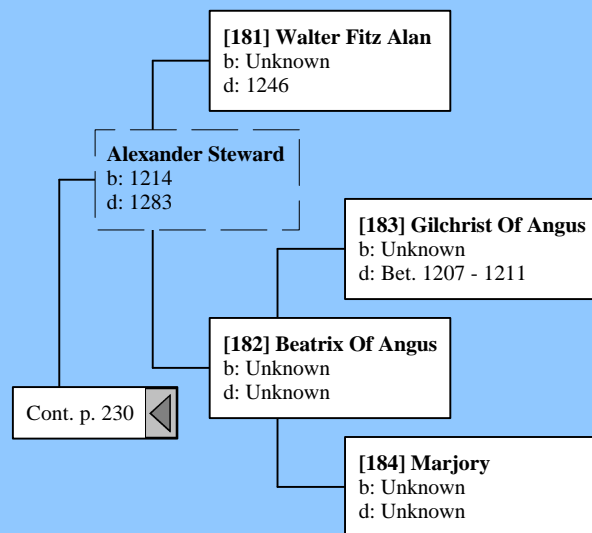 [181] Walter Fitz Alan
b: Unknown
d: 1246
Alexander Steward
b: 1214
d: 1283
[183] Gilchrist Of Angus
b: Unknown
d: Bet. 1207 - 1211
[182] Beatrix Of Angus
b: Unknown
d: Unknown
Cont. p. 230
[184] Marjory
b: Unknown
d: Unknown